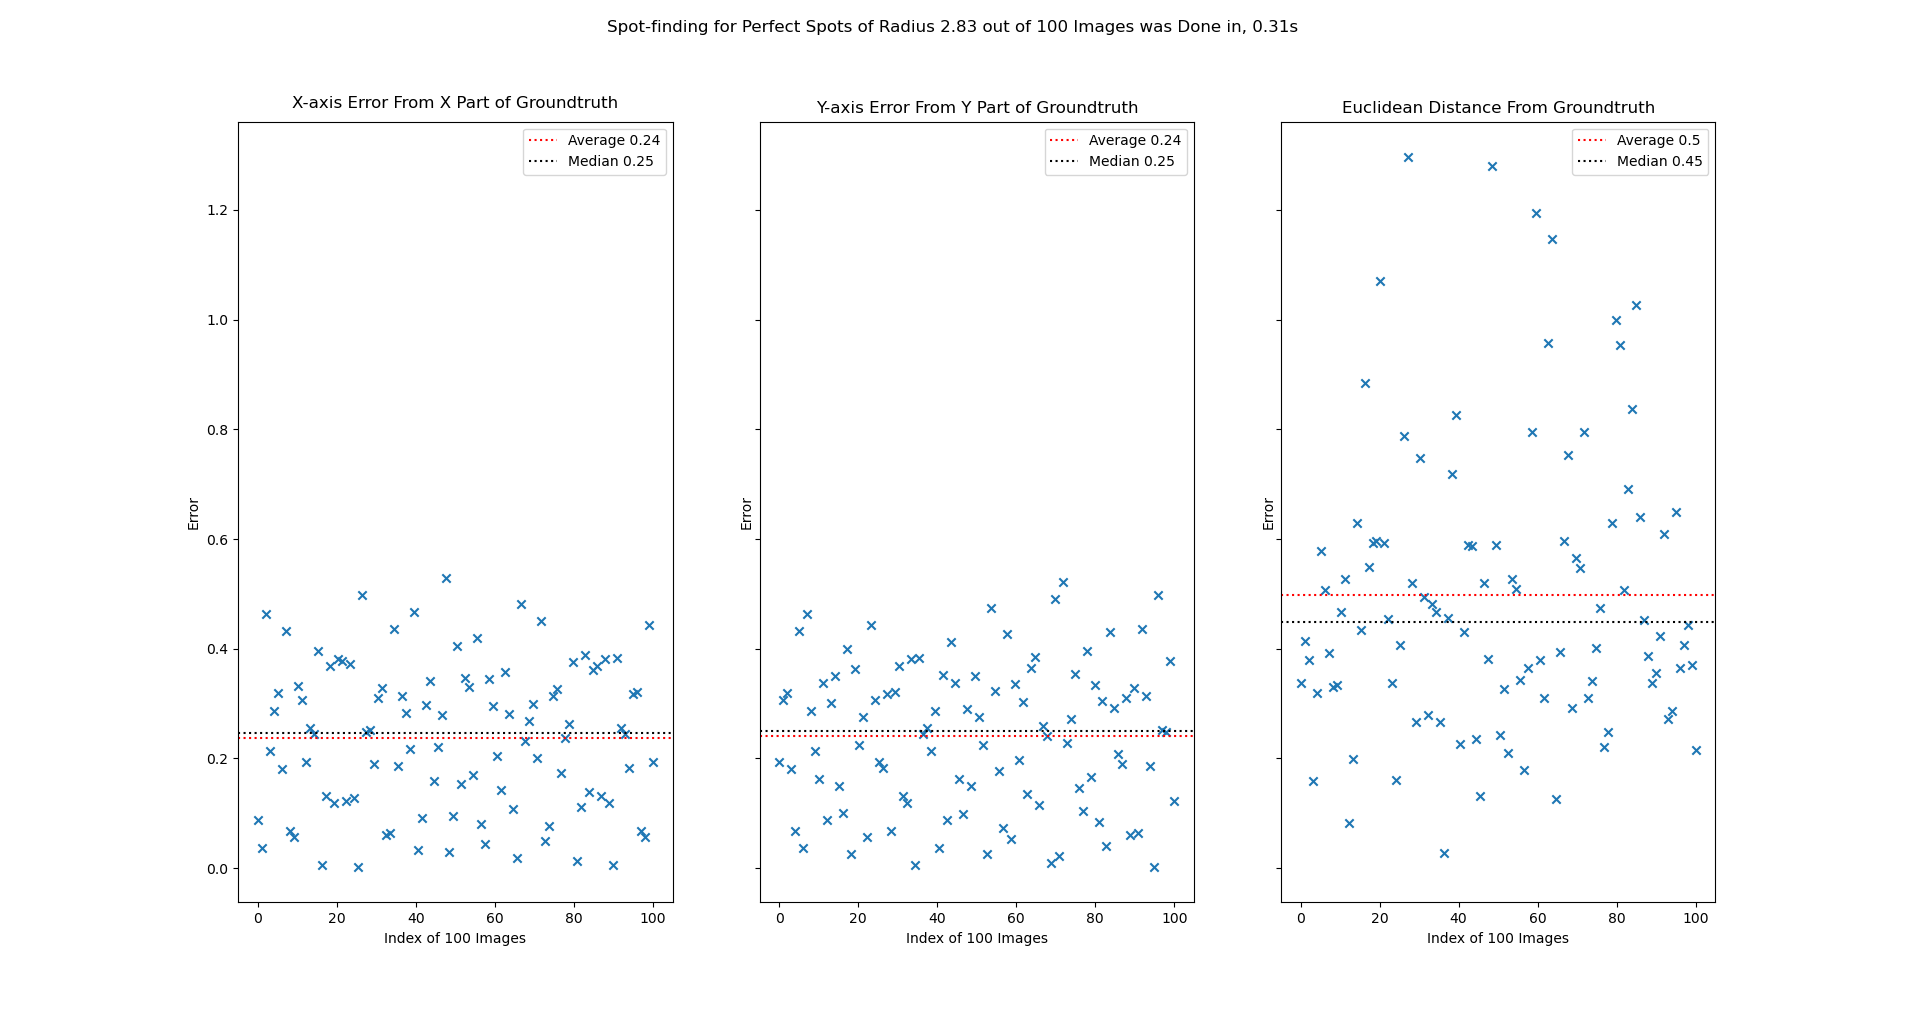 Spot-finding for Perfect Spots of Radius 2.83 out of 100 Images was Done in, 0.31s
X-axis Error From X Part of Groundtruth
Average 0.24
Median 0.25
Error
1.2
1.0
0.8
0.6
0.4
0.2
0.0
0 20 40 60 80 100
Index of 100 Images
Y-axis Error From Y Part of Groundtruth
Average 0.24
Median 0.25
Error
0 20 40 60 80 100
Index of 100 Images
Euclidean Distance From Groundtruth
Average 0.5
Median 0.45
Error
0 20 40 60 80 100
Index of 100 Images